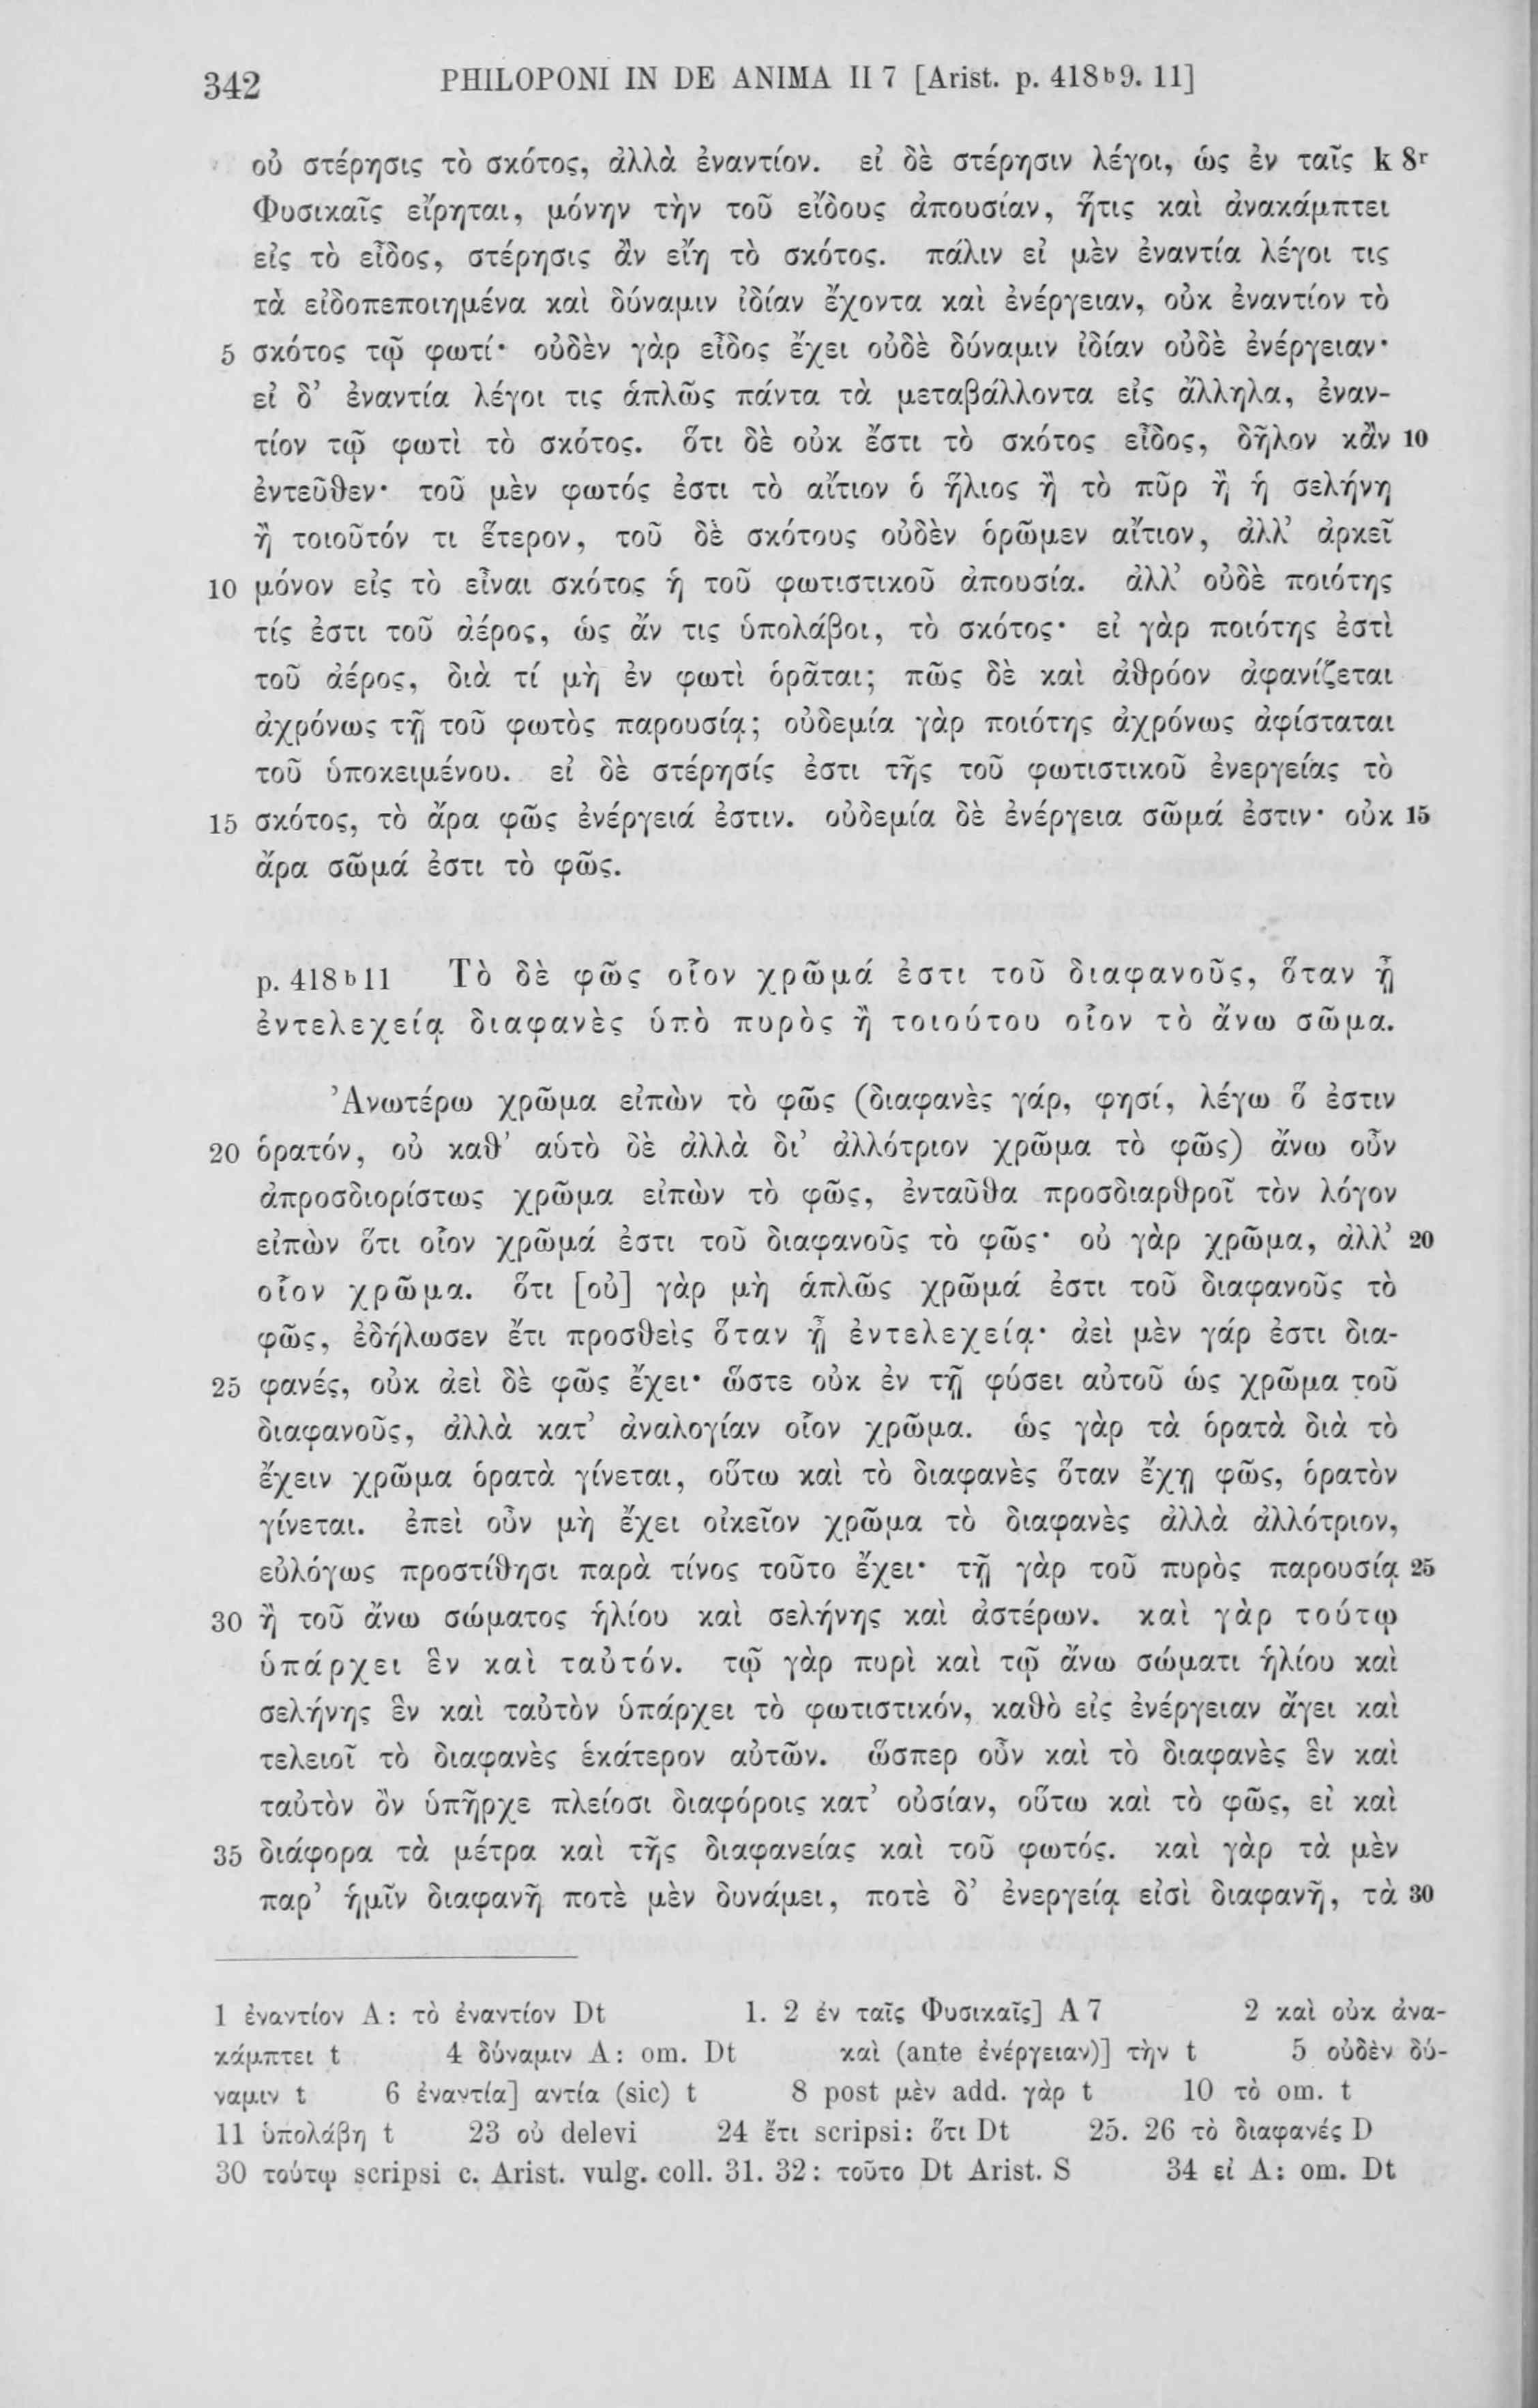 342 PHILOPONI IN DE ANIMA II 7 [Arist. p. 418ᵇ9. 11]
οὐ στέρησις τὸ σκότος, ἀλλὰ ἐναντίον. εἰ δὲ στέρησιν λέγοι, ὡς ἐν ταῖς k 8ʳ
Φυσικαῖς εἴρηται, μόνην τὴν τοῦ εἴδους ἀπουσίαν, ἥτις καὶ ἀνακάμπτει
εἰς τὸ εἶδος, στέρησις ἂν εἴη τὸ σκότος. πάλιν εἰ μὲν ἐναντία λέγοι τις
τὰ εἰδοπεποιημένα καὶ δύναμιν ἰδίαν ἔχοντα καὶ ἐνέργειαν, οὐκ ἐναντίον τὸ
5 σκότος τῷ φωτί· οὐδὲν γὰρ εἶδος ἔχει οὐδὲ δύναμιν ἰδίαν οὐδὲ ἐνέργειαν·
εἰ δ' ἐναντία λέγοι τις ἁπλῶς πάντα τὰ μεταβάλλοντα εἰς ἄλληλα, ἐναν-
τίον τῷ φωτὶ τὸ σκότος. ὅτι δὲ οὐκ ἔστι τὸ σκότος εἶδος, δῆλον κἂν 10
ἐντεῦθεν· τοῦ μὲν φωτός ἐστι τὸ αἴτιον ὁ ἥλιος ἢ τὸ πῦρ ἢ ἡ σελήνη
ἢ τοιοῦτόν τι ἕτερον, τοῦ δὲ σκότους οὐδὲν ὁρῶμεν αἴτιον, ἀλλ' ἀρκεῖ
10 μόνον εἰς τὸ εἶναι σκότος ἡ τοῦ φωτιστικοῦ ἀπουσία. ἀλλ' οὐδὲ ποιότης
τίς ἐστι τοῦ ἀέρος, ὡς ἄν τις ὑπολάβοι, τὸ σκότος· εἰ γὰρ ποιότης ἐστὶ
τοῦ ἀέρος, διὰ τί μὴ ἐν φωτὶ ὁρᾶται; πῶς δὲ καὶ ἀθρόον ἀφανίζεται
ἀχρόνως τῇ τοῦ φωτὸς παρουσίᾳ; οὐδεμία γὰρ ποιότης ἀχρόνως ἀφίσταται
τοῦ ὑποκειμένου. εἰ δὲ στέρησίς ἐστι τῆς τοῦ φωτιστικοῦ ἐνεργείας τὸ
15 σκότος, τὸ ἄρα φῶς ἐνέργειά ἐστιν. οὐδεμία δὲ ἐνέργεια σῶμά ἐστιν· οὐκ 15
ἄρα σῶμά ἐστι τὸ φῶς.
p. 418ᵇ11 Τὸ δὲ φῶς οἷον χρῶμά ἐστι τοῦ διαφανοῦς, ὅταν ᾖ
ἐντελεχείᾳ διαφανὲς ὑπὸ πυρὸς ἢ τοιούτου οἷον τὸ ἄνω σῶμα.
Ἀνωτέρω χρῶμα εἰπὼν τὸ φῶς (διαφανὲς γάρ, φησί, λέγω ὅ ἐστιν
20 ὁρατόν, οὐ καθ' αὑτὸ δὲ ἀλλὰ δι' ἀλλότριον χρῶμα τὸ φῶς) ἄνω οὖν
ἀπροσδιορίστως χρῶμα εἰπὼν τὸ φῶς, ἐνταῦθα προσδιαρθροῖ τὸν λόγον
εἰπὼν ὅτι οἷον χρῶμά ἐστι τοῦ διαφανοῦς τὸ φῶς· οὐ γὰρ χρῶμα, ἀλλ' 20
οἷον χρῶμα. ὅτι [οὐ] γὰρ μὴ ἁπλῶς χρῶμά ἐστι τοῦ διαφανοῦς τὸ
φῶς, ἐδήλωσεν ἔτι προσθεὶς ὅταν ᾖ ἐντελεχείᾳ· ἀεὶ μὲν γάρ ἐστι δια-
25 φανές, οὐκ ἀεὶ δὲ φῶς ἔχει· ὥστε οὐκ ἐν τῇ φύσει αὐτοῦ ὡς χρῶμα τοῦ
διαφανοῦς, ἀλλὰ κατ' ἀναλογίαν οἷον χρῶμα. ὡς γὰρ τὰ ὁρατὰ διὰ τὸ
ἔχειν χρῶμα ὁρατὰ γίνεται, οὕτω καὶ τὸ διαφανὲς ὅταν ἔχῃ φῶς, ὁρατὸν
γίνεται. ἐπεὶ οὖν μὴ ἔχει οἰκεῖον χρῶμα τὸ διαφανὲς ἀλλὰ ἀλλότριον,
εὐλόγως προστίθησι παρὰ τίνος τοῦτο ἔχει· τῇ γὰρ τοῦ πυρὸς παρουσίᾳ 25
30 ἢ τοῦ ἄνω σώματος ἡλίου καὶ σελήνης καὶ ἀστέρων. καὶ γὰρ τούτῳ
ὑπάρχει ἓν καὶ ταὐτόν. τῷ γὰρ πυρὶ καὶ τῷ ἄνω σώματι ἡλίου καὶ
σελήνης ἓν καὶ ταὐτὸν ὑπάρχει τὸ φωτιστικόν, καθὸ εἰς ἐνέργειαν ἄγει καὶ
τελειοῖ τὸ διαφανὲς ἑκάτερον αὐτῶν. ὥσπερ οὖν καὶ τὸ διαφανὲς ἓν καὶ
ταὐτὸν ὂν ὑπῆρχε πλείοσι διαφόροις κατ' οὐσίαν, οὕτω καὶ τὸ φῶς, εἰ καὶ
35 διάφορα τὰ μέτρα καὶ τῆς διαφανείας καὶ τοῦ φωτός. καὶ γὰρ τὰ μὲν
παρ' ἡμῖν διαφανῆ ποτὲ μὲν δυνάμει, ποτὲ δ' ἐνεργείᾳ εἰσὶ διαφανῆ, τὰ 30
1 ἐναντίον A: τὸ ἐναντίον Dt 1. 2 ἐν ταῖς Φυσικαῖς] A 7 2 καὶ οὐκ ἀνα-
κάμπτει t 4 δύναμιν A: om. Dt καὶ (ante ἐνέργειαν)] τὴν t 5 οὐδὲν δύ-
ναμιν t 6 ἐναντία] αντία (sic) t 8 post μὲν add. γὰρ t 10 τὸ om. t
11 ὑπολάβη t 23 οὐ delevi 24 ἔτι scripsi: ὅτι Dt 25. 26 τὸ διαφανές D
30 τούτῳ scripsi c. Arist. vulg. coll. 31. 32: τοῦτο Dt Arist. S 34 εἰ A: om. Dt